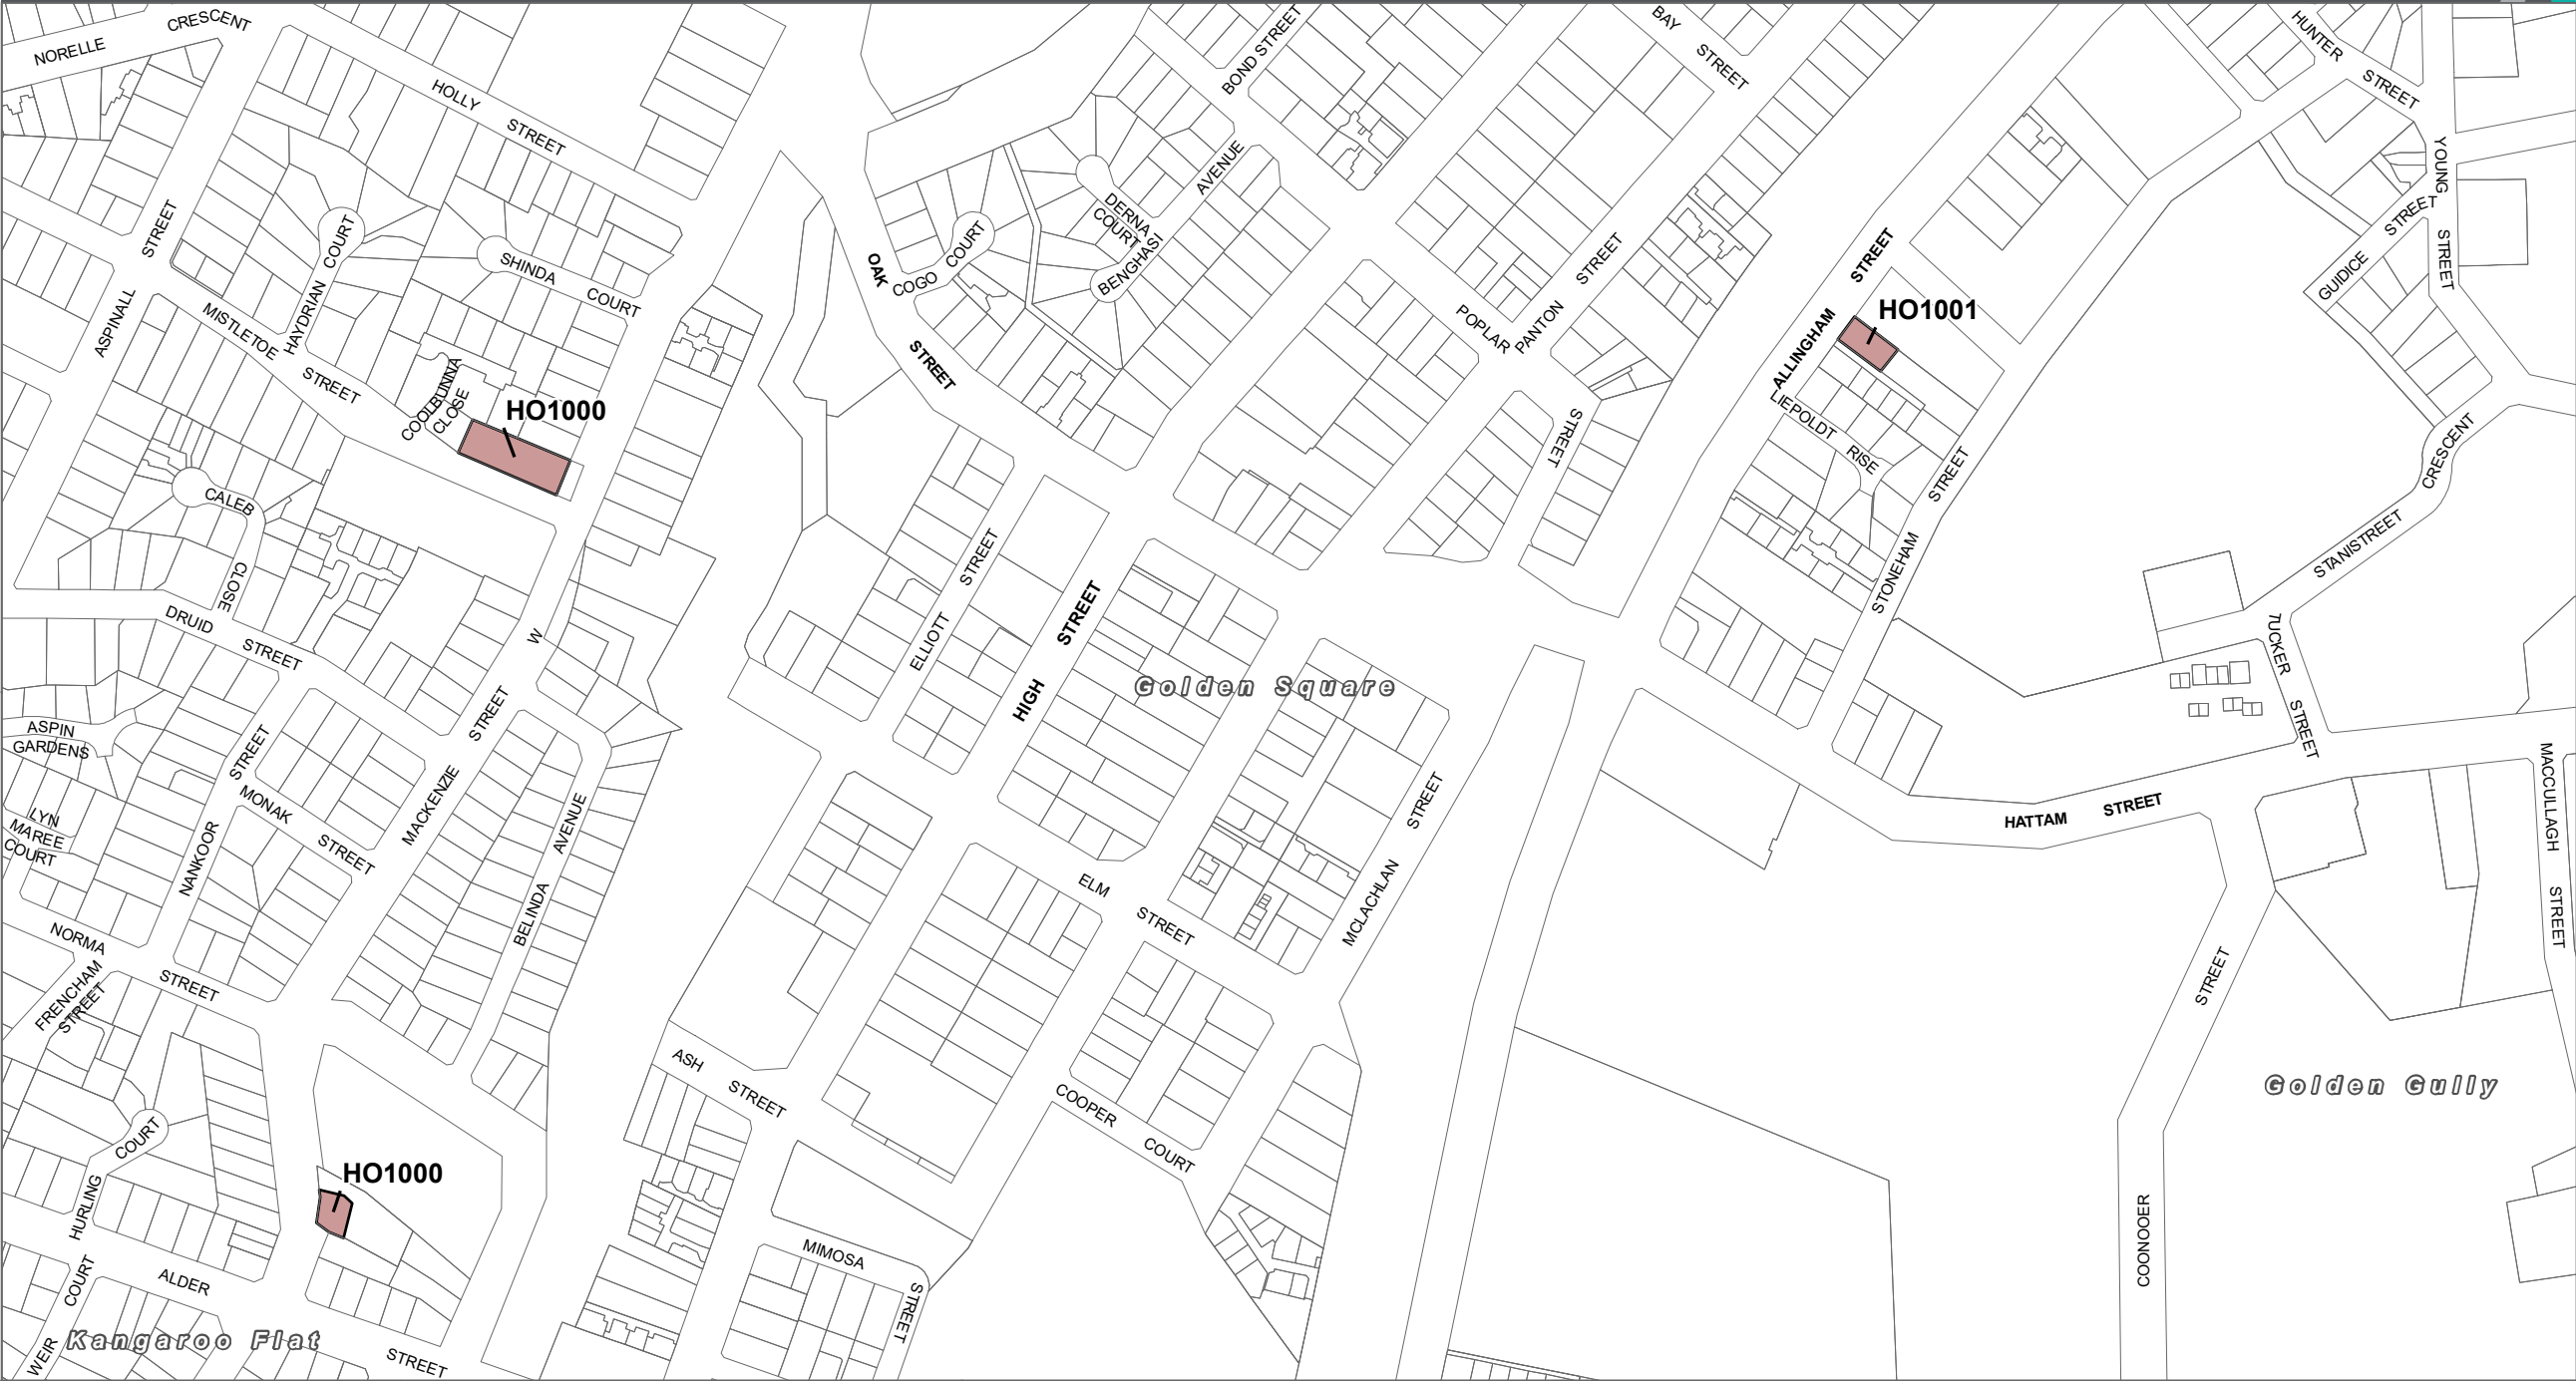 NORELLE CRESCENT
HOLLY STREET
BOND STREET
BAY STREET
HUNTER STREET
ASPINALL STREET
HAYDRIAN COURT
SHINDA COURT
MISTLETOE STREET
COOLBUNNA
CLOSE
HO1000
OAK STREET
COGO COURT
DERNA
COURT
BENGHASI AVENUE
POPLAR STREET
PANTON STREET
ALLINGHAM STREET
HO1001
LIEPOLDT RISE
STONEHAM STREET
YOUNG STREET
GUIDICE STREET
STANISTREET CRESCENT
TUCKER STREET
CALEB CLOSE
DRUID STREET
W
ELLIOTT STREET
HIGH STREET
Golden Square
ASPIN
GARDENS
LYN
MAREE
COURT
NANKOOR STREET
MONAK STREET
MACKENZIE STREET
BELINDA AVENUE
ELM STREET
MCLACHLAN STREET
HATTAM STREET
MACCULLAGH STREET
NORMA STREET
FRENCHAM
STREET
ASH STREET
COOPER COURT
COONOOER STREET
Golden Gully
HURLING COURT
HO1000
MIMOSA STREET
ALDER STREET
WEIR COURT
Kangaroo Flat